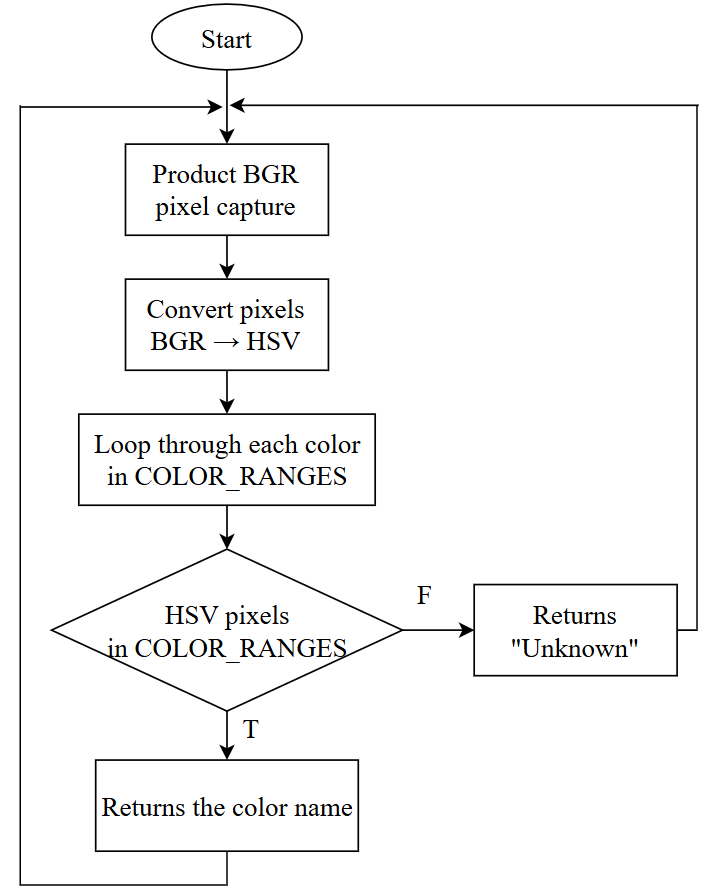 Start
Product BGR
pixel capture
Convert pixels
BGR → HSV
Loop through each color
in COLOR_RANGES
HSV pixels
in COLOR_RANGES
F
Returns
"Unknown"
T
Returns the color name